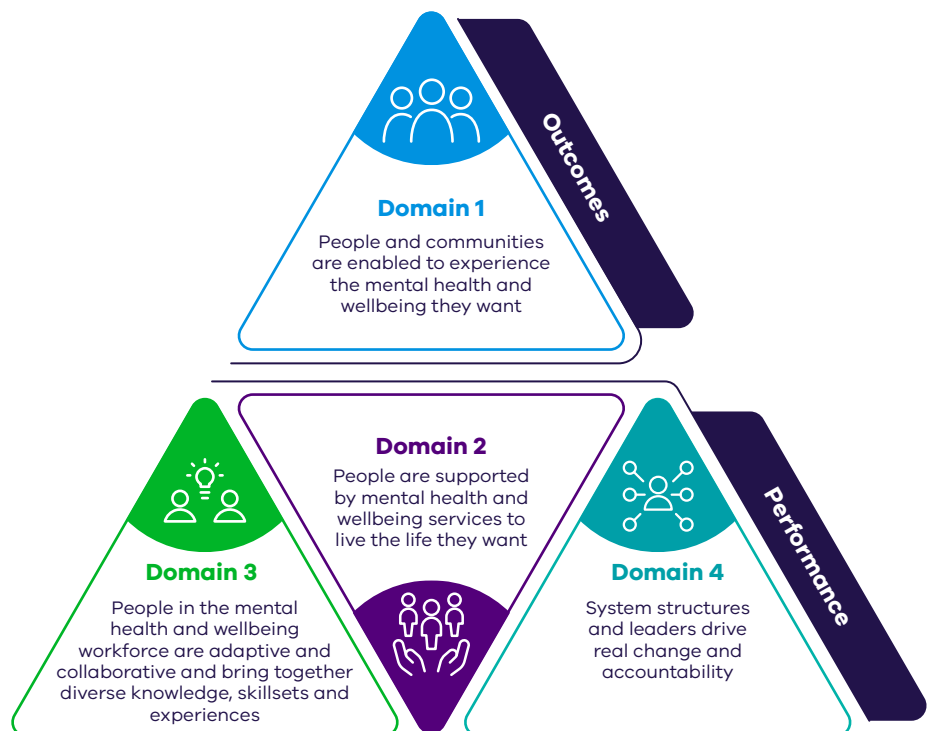 Outcomes
Domain 1
People and communities
are enabled to experience
the mental health and
wellbeing they want
Domain 2
People are supported
by mental health and
wellbeing services to
live the life they want
Performance
Domain 3
People in the mental
health and wellbeing
workforce are adaptive and
collaborative and bring together
diverse knowledge, skillsets and
experiences
Domain 4
System structures
and leaders drive
real change and
accountability